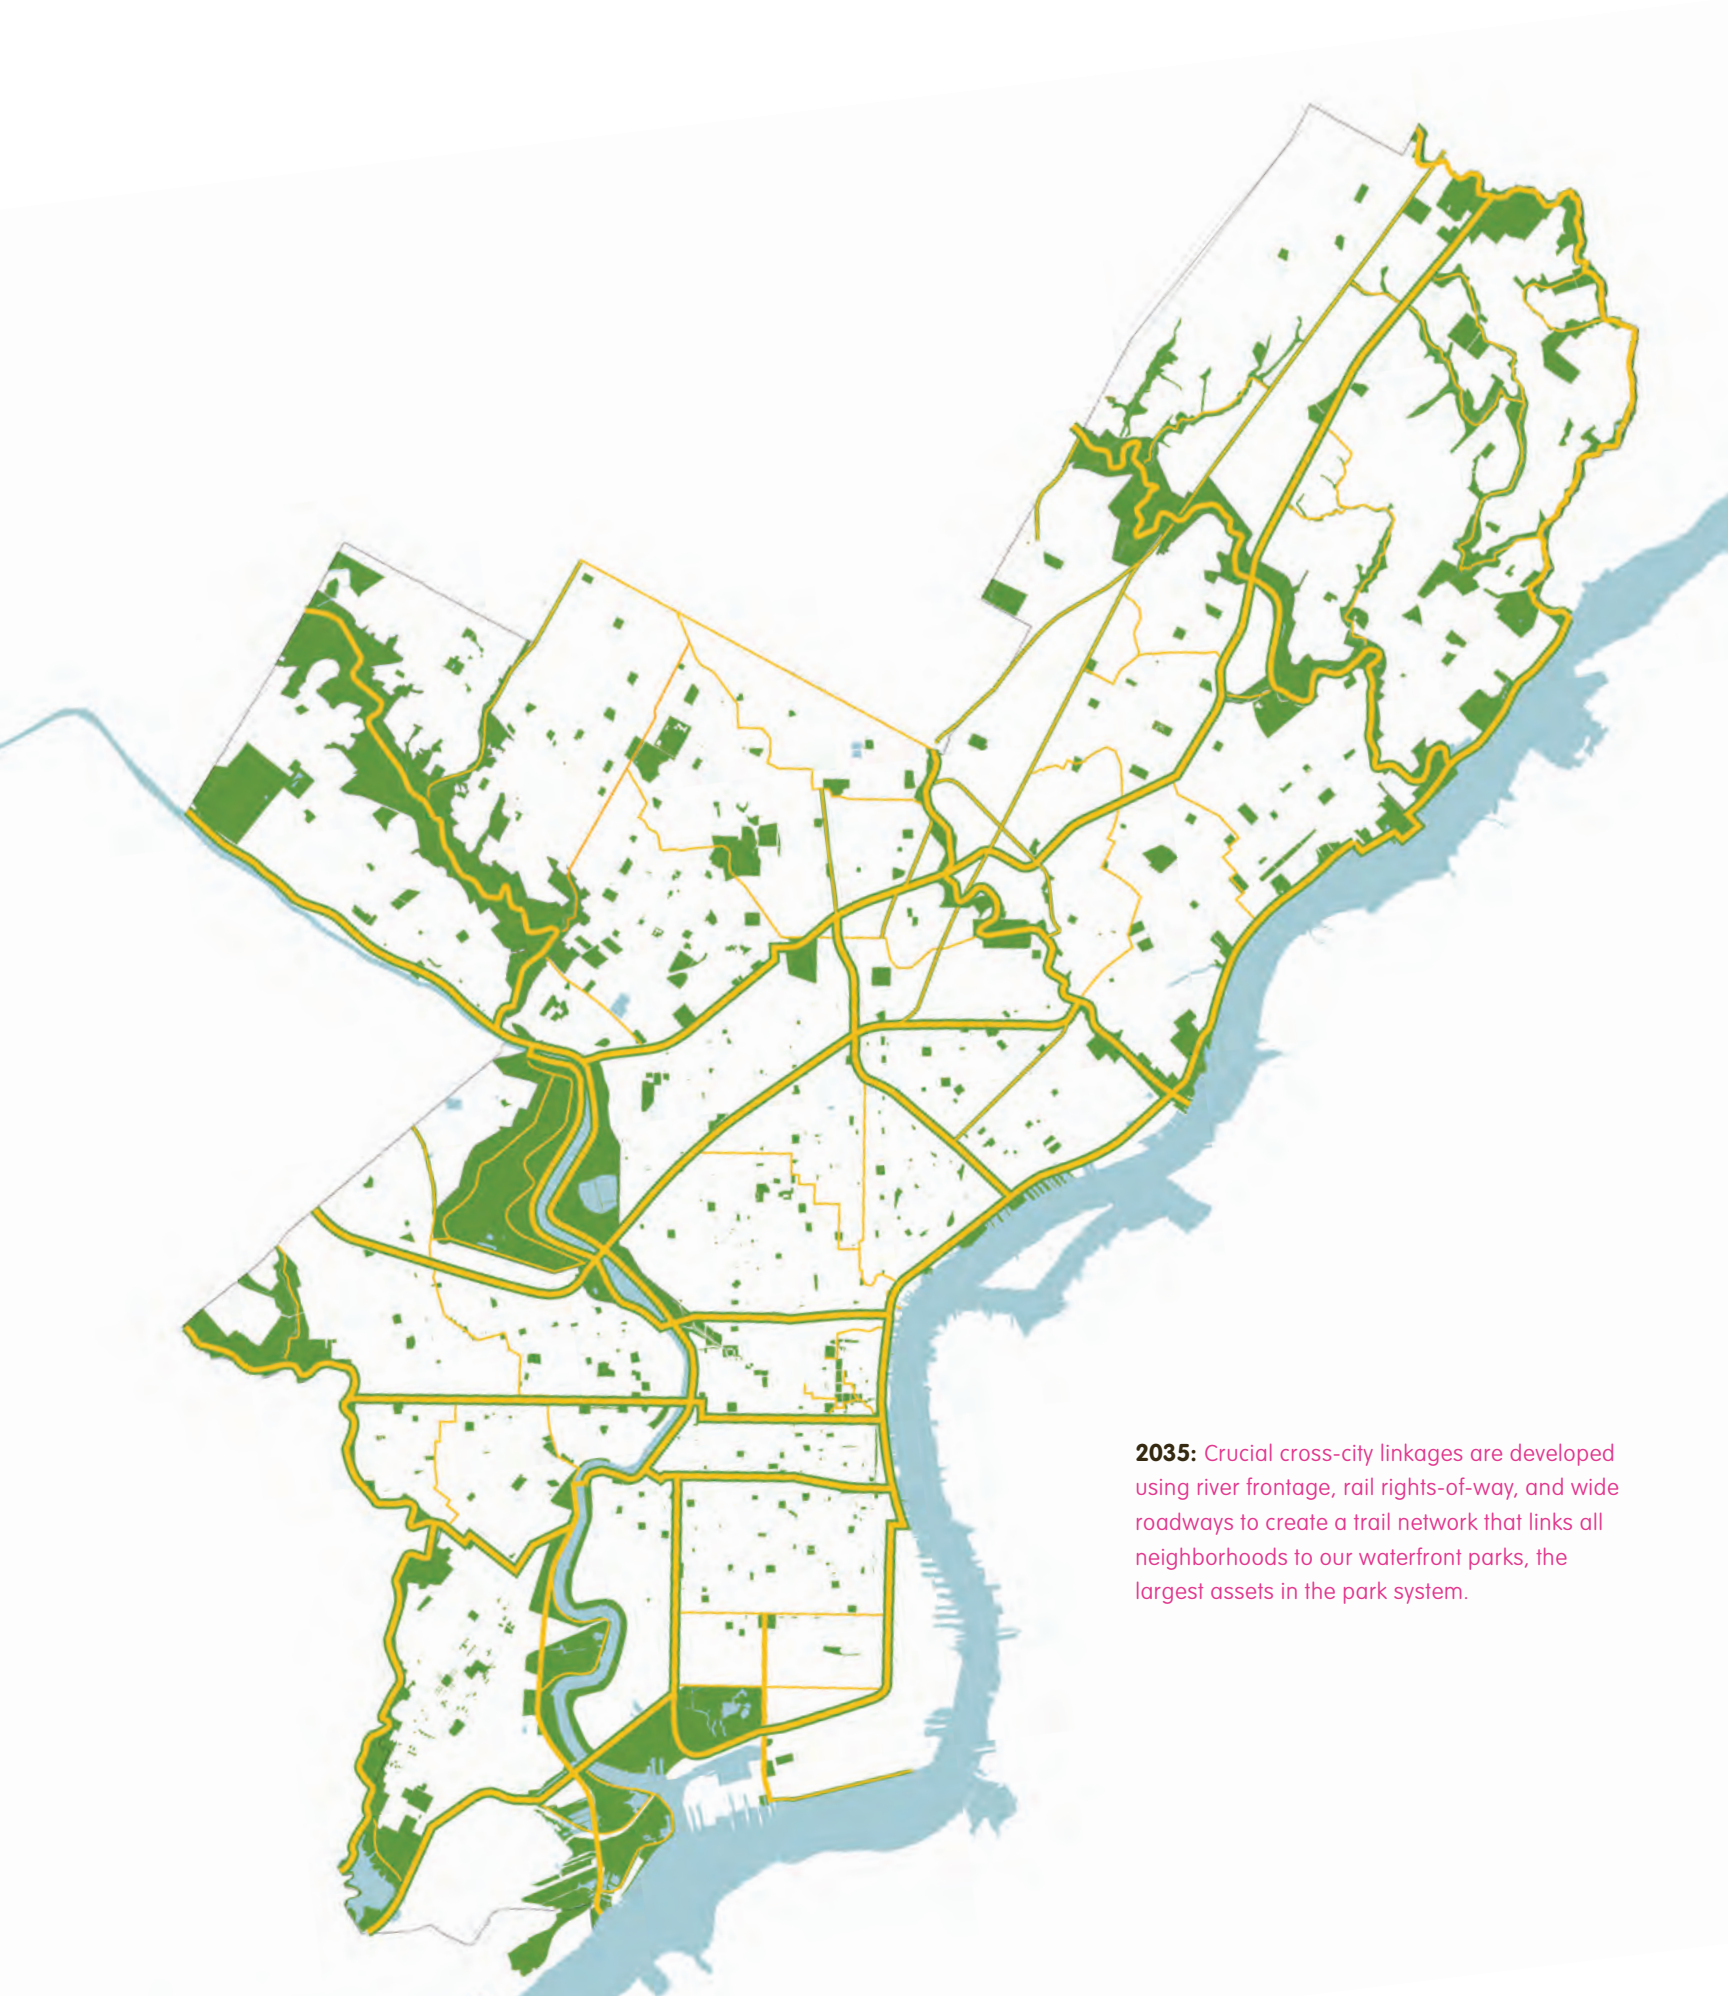 2035: Crucial cross-city linkages are developed
using river frontage, rail rights-of-way, and wide
roadways to create a trail network that links all
neighborhoods to our waterfront parks, the
largest assets in the park system.